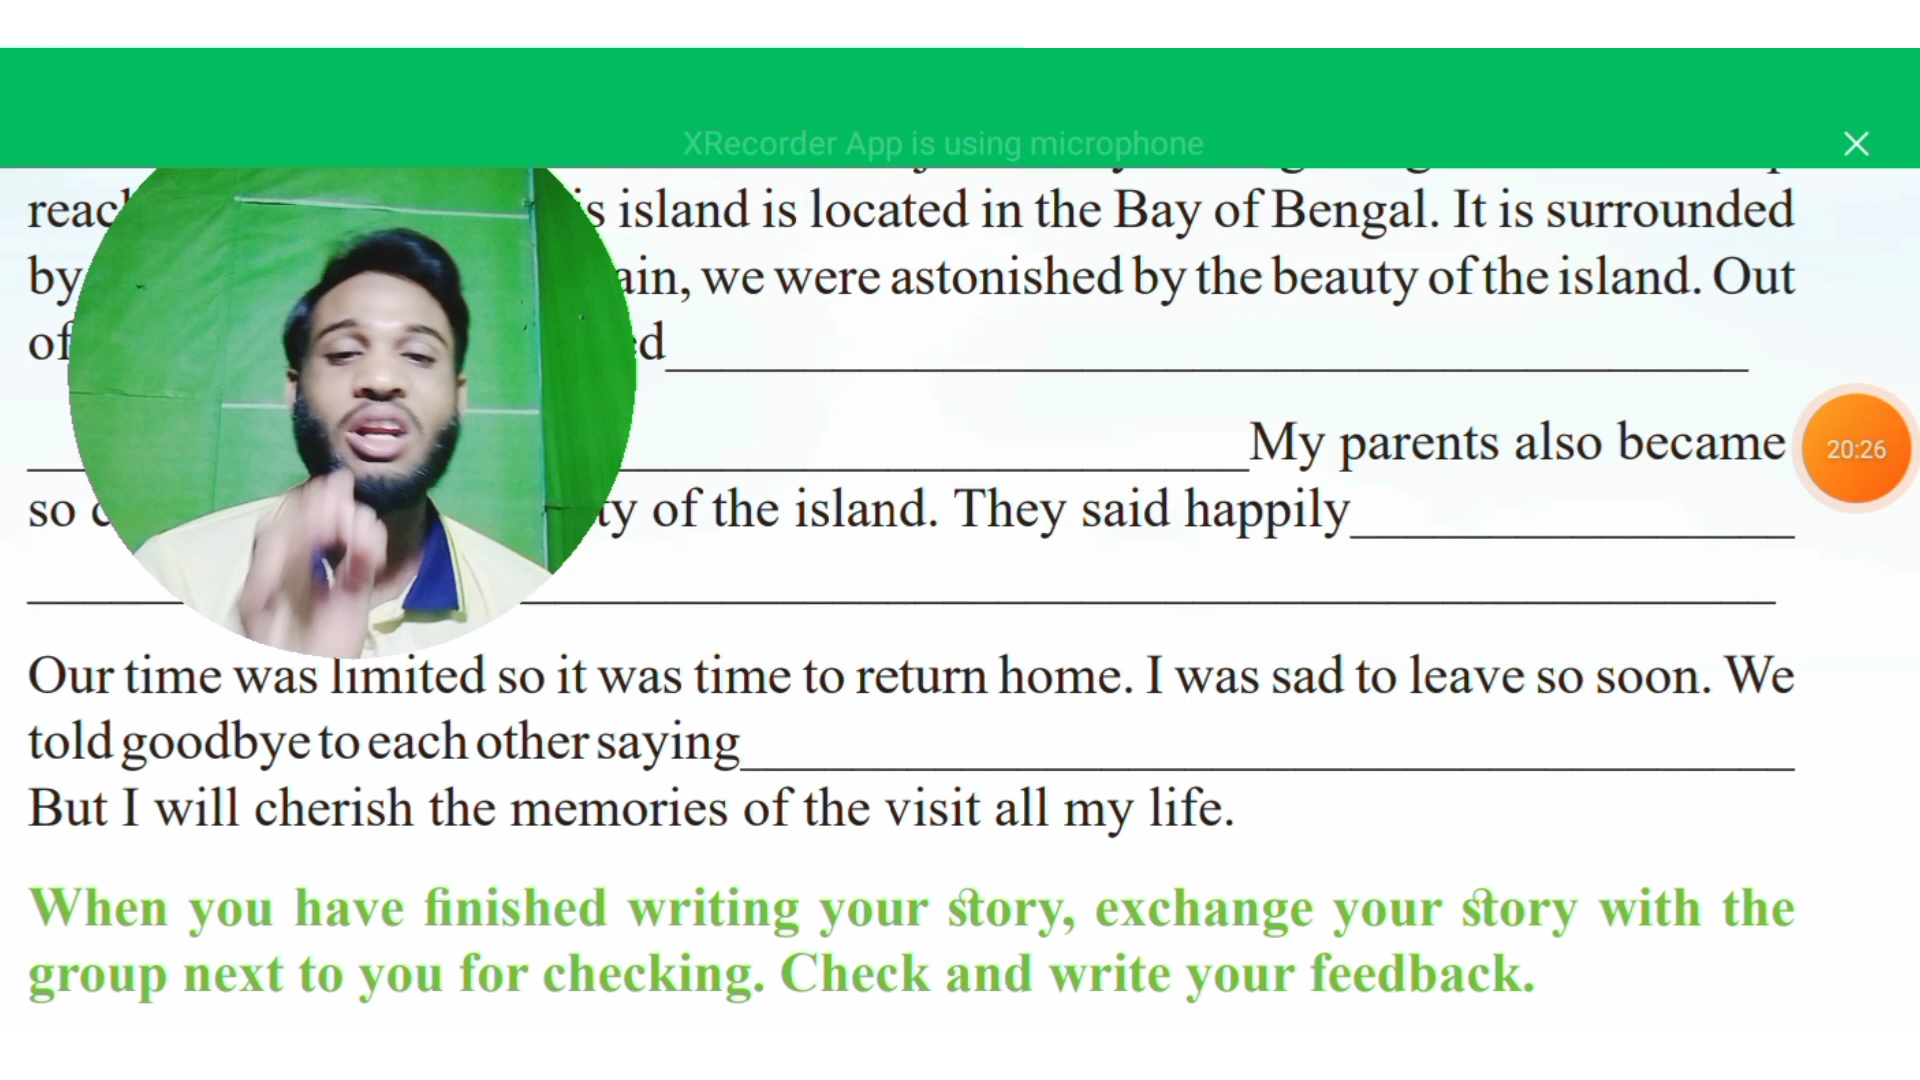 XRecorder App is using microphone
island is located in the Bay of Bengal. It is surrounded
by we were astonished by the beauty of the island. Out
of
My parents also became
20:26
so of the island. They said happily
Our time was limited so it was time to return home. I was sad to leave so soon. We
told goodbye to each other saying
But I will cherish the memories of the visit all my life.
When you have finished writing your story, exchange your story with the
group next to you for checking. Check and write your feedback.